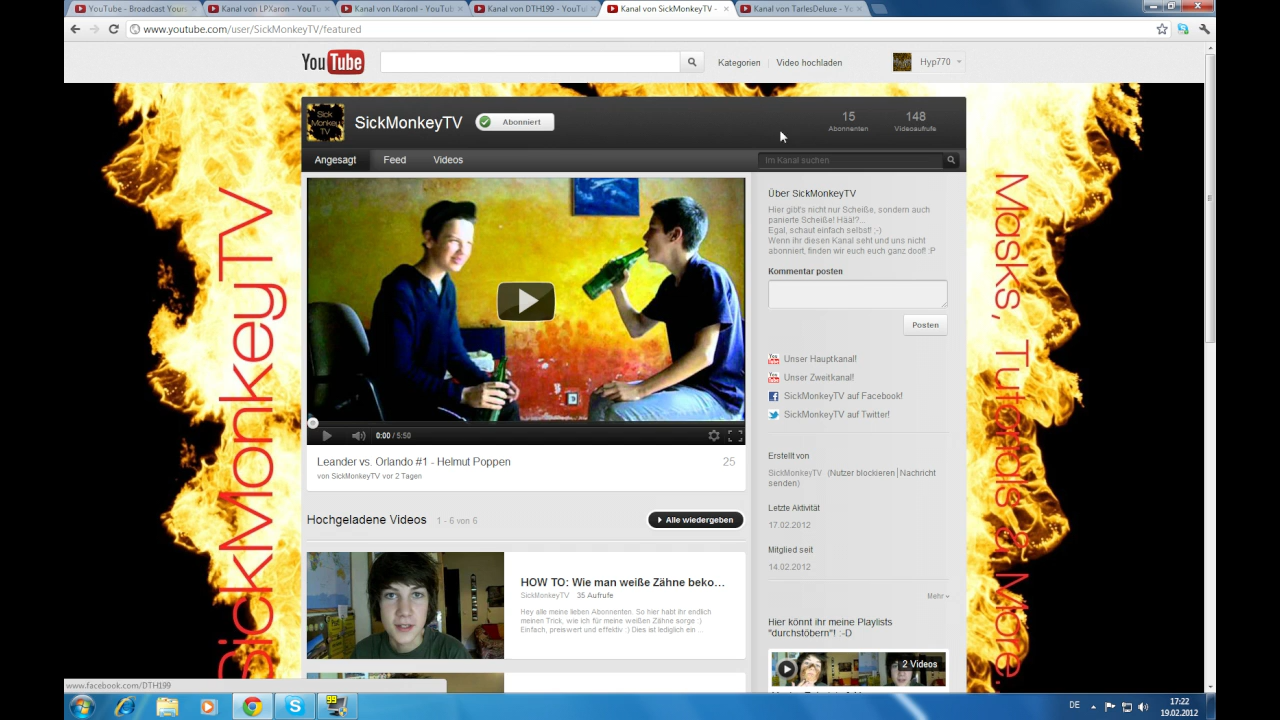 YouTube - Broadcast Yours
Kanal von LPXaron - YouTu
Kanal von IXaronI - YouTub
Kanal von DTH199 - YouTu
Kanal von SickMonkeyTV -
Kanal von TarlesDeluxe - Yo
www.youtube.com/user/SickMonkeyTV/featured
YouTube
Kategorien
Video hochladen
Hyp770
Sick
Monkey
TV
SickMonkeyTV
Abonniert
15
Abonnenten
148
Videoaufrufe
Angesagt
Feed
Videos
Im Kanal suchen
SickMonkeyTV
Masks, Tutorials & More.
0:00 / 5:50
Leander vs. Orlando #1 - Helmut Poppen
25
von SickMonkeyTV vor 2 Tagen
Hochgeladene Videos
1 - 6 von 6
Alle wiedergeben
HOW TO: Wie man weiße Zähne beko...
SickMonkeyTV 35 Aufrufe
Hey alle meine lieben Abonnenten. So hier habt ihr endlich
meinen Trick, wie ich für meine weißen Zähne sorge :)
Einfach, preiswert und effektiv :) Dies ist lediglich ein ...
Über SickMonkeyTV
Hier gibt's nicht nur Scheiße, sondern auch
panierte Scheiße! Häät?...
Egal, schaut einfach selbst! ;-)
Wenn ihr diesen Kanal seht und uns nicht
abonniert, finden wir euch euch ganz doof! :P
Kommentar posten
Posten
Unser Hauptkanal!
Unser Zweitkanal!
SickMonkeyTV auf Facebook!
SickMonkeyTV auf Twitter!
Erstellt von
SickMonkeyTV (Nutzer blockieren | Nachricht
senden)
Letzte Aktivität
17.02.2012
Mitglied seit
14.02.2012
Mehr
Hier könnt ihr meine Playlists
"durchstöbern"! :-D
2 Videos
www.facebook.com/DTH199
DE
17:22
19.02.2012